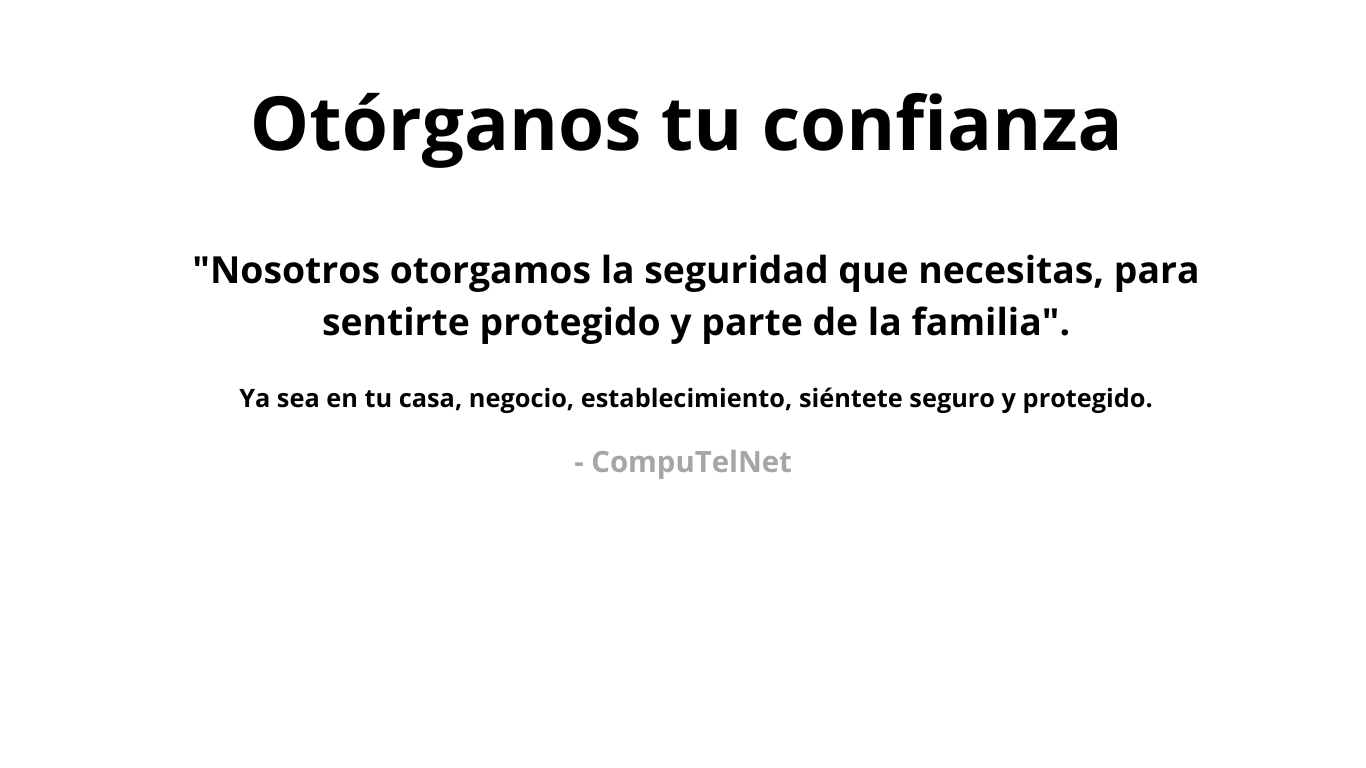 Otórganos tu confianza
"Nosotros otorgamos la seguridad que necesitas, para
sentirte protegido y parte de la familia".
Ya sea en tu casa, negocio, establecimiento, siéntete seguro y protegido.
- CompuTelNet